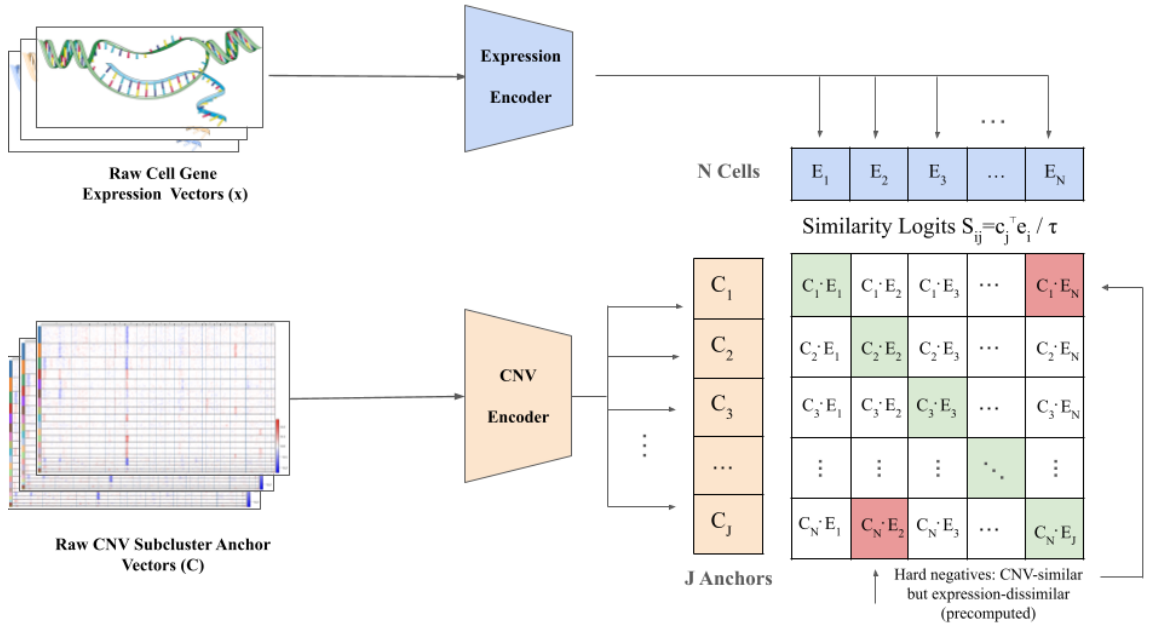 Expression
Encoder
Raw Cell Gene
Expression Vectors (x)
N Cells
E1 E2 E3 ... EN
...
Similarity Logits Sij=cj⊤ei / τ
CNV
Encoder
C1
C2
C3
...
CJ
⋮
J Anchors
C1·E1 C1·E2 C1·E3 ... C1·EN
C2·E1 C2·E2 C2·E3 ... C2·EN
C3·E1 C3·E2 C3·E3 ... C3·EN
⋮ ⋮ ⋮ ⋱ ⋮
CN·E1 CN·E2 CN·E3 ... CN·EJ
Raw CNV Subcluster Anchor
Vectors (C)
Hard negatives: CNV-similar
but expression-dissimilar
(precomputed)